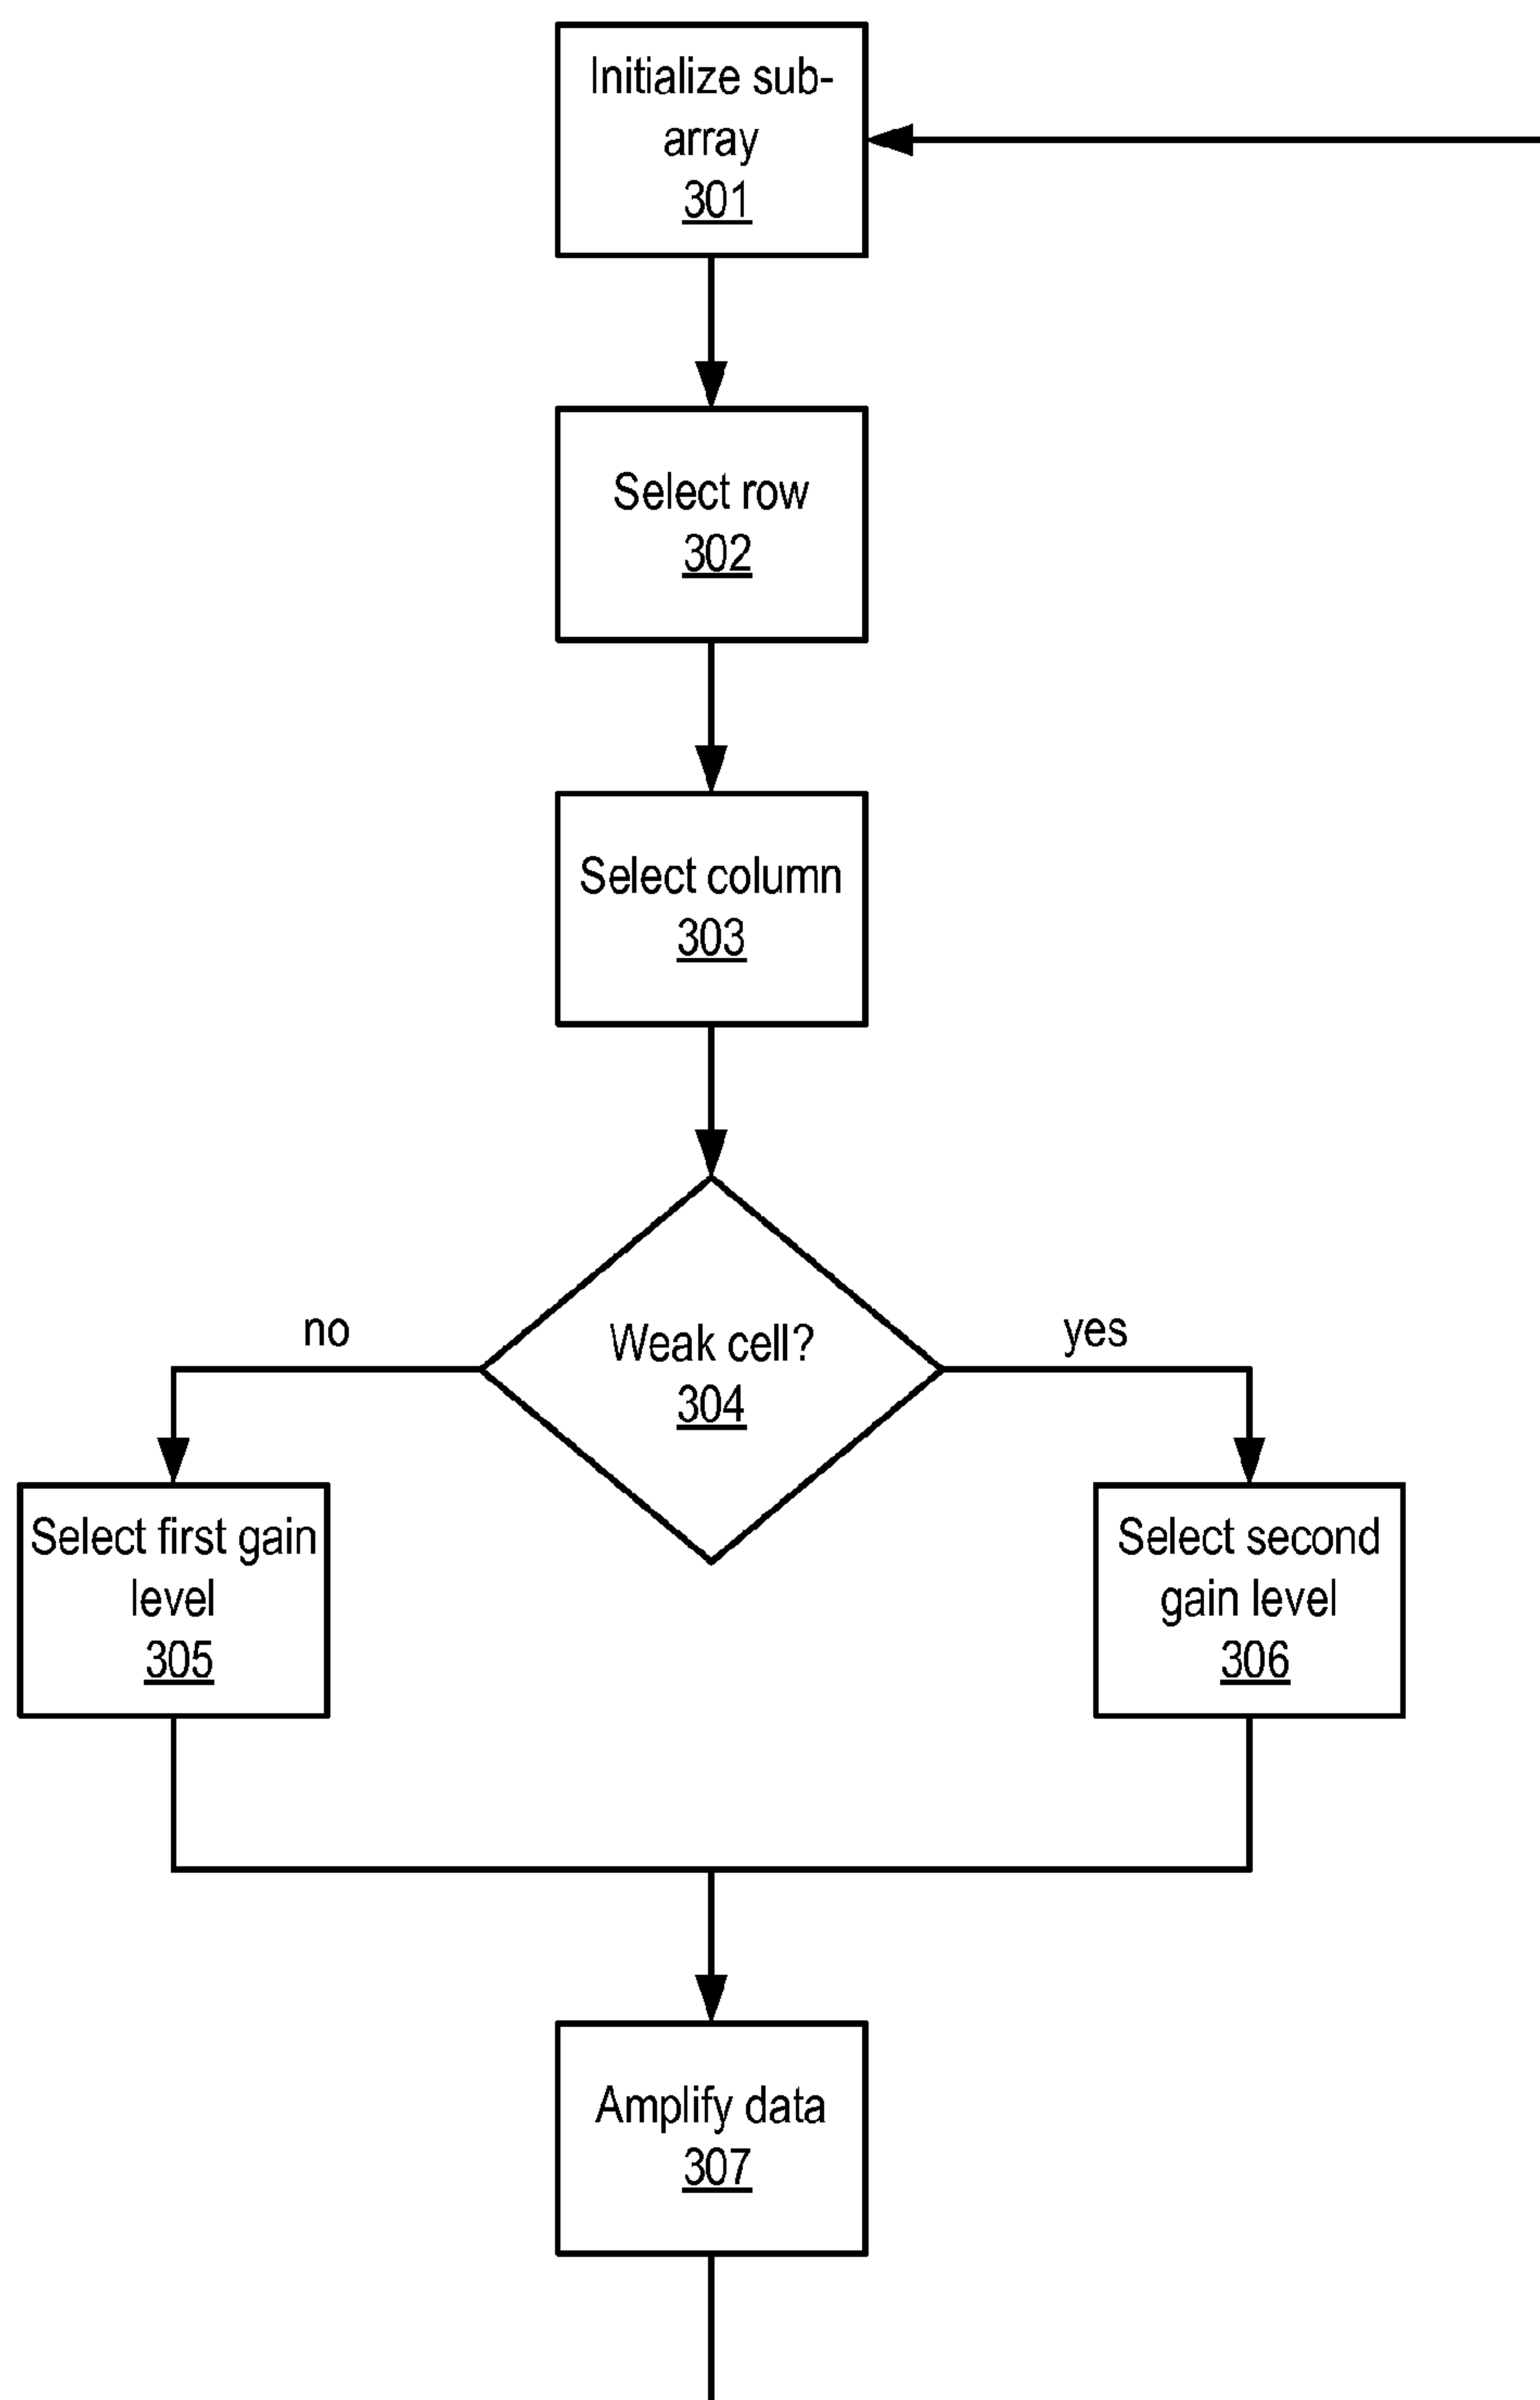 Initialize sub-
array
301
Select row
302
Select column
303
no
Weak cell?
304
yes
Select first gain
level
305
Select second
gain level
306
Amplify data
307